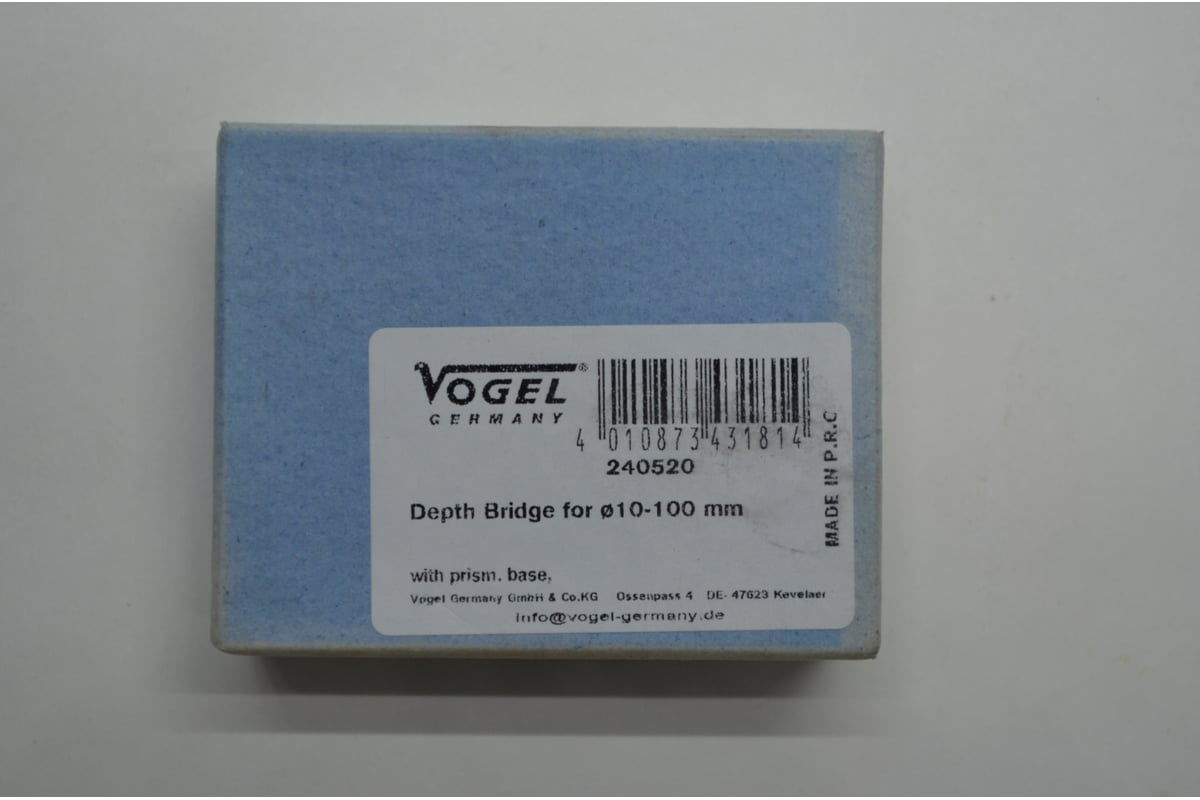 VOGEL®
GERMANY
4 010873 431814
240520
MADE IN P.R.C
Depth Bridge for ø10-100 mm
with prism. base,
Vogel Germany GmbH & Co.KG Ossenpass 4 DE- 47623 Kevelaer
info@vogel-germany.de